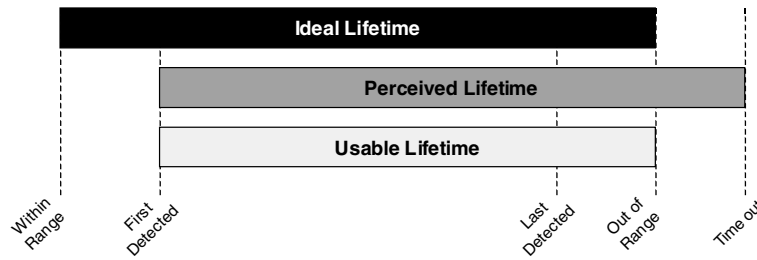 Ideal Lifetime
Perceived Lifetime
Usable Lifetime
Within
Range
First
Detected
Last
Detected
Out of
Range
Time out